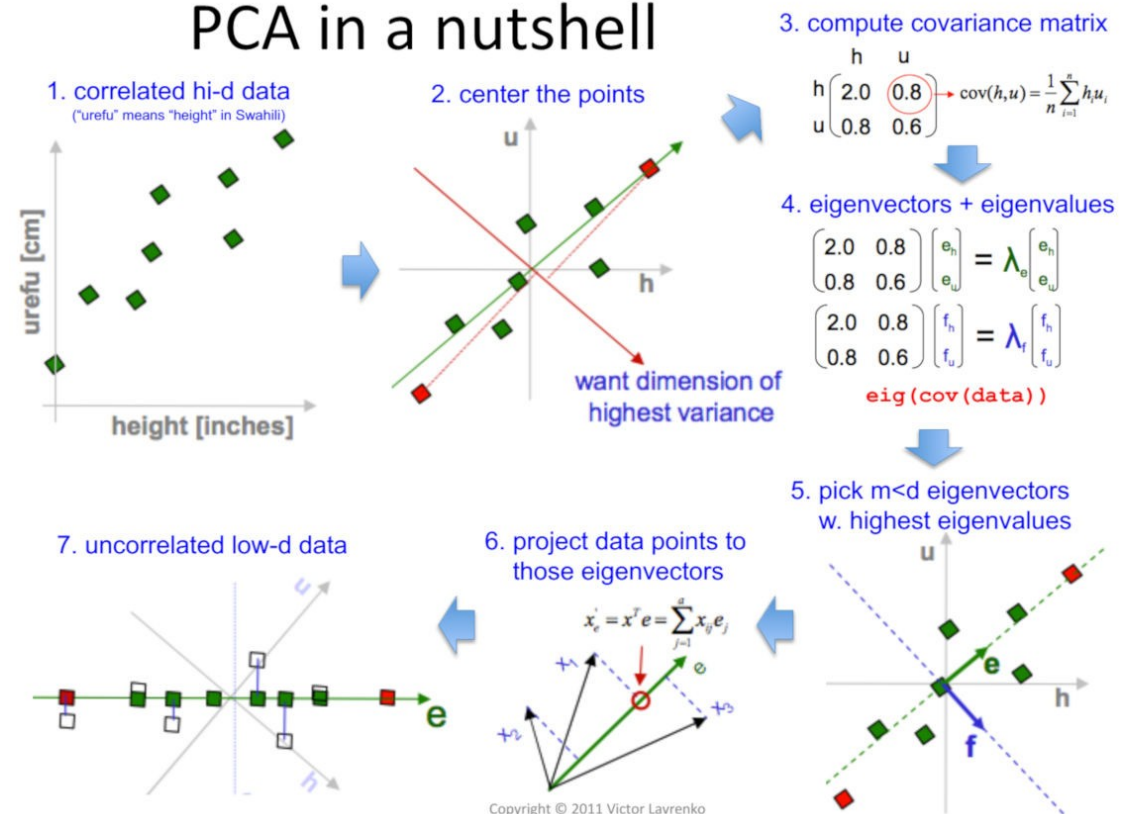 PCA in a nutshell
1. correlated hi-d data
("urefu" means "height" in Swahili)
urefu [cm]
height [inches]
2. center the points
u
h
want dimension of
highest variance
3. compute covariance matrix
h u
h 2.0 0.8 → cov(h,u) = 1/n ∑ i=1 n h_i u_i
u 0.8 0.6
4. eigenvectors + eigenvalues
2.0 0.8 e_h = λ_e e_h
0.8 0.6 e_u e_u
2.0 0.8 f_h = λ_f f_h
0.8 0.6 f_u f_u
eig(cov(data))
5. pick m<d eigenvectors
w. highest eigenvalues
u
e
h
f
6. project data points to
those eigenvectors
x'_e = x^T e = ∑ j=1 d x_ij e_j
x1
e
x2
x3
7. uncorrelated low-d data
u
e
h
Copyright © 2011 Victor Lavrenko